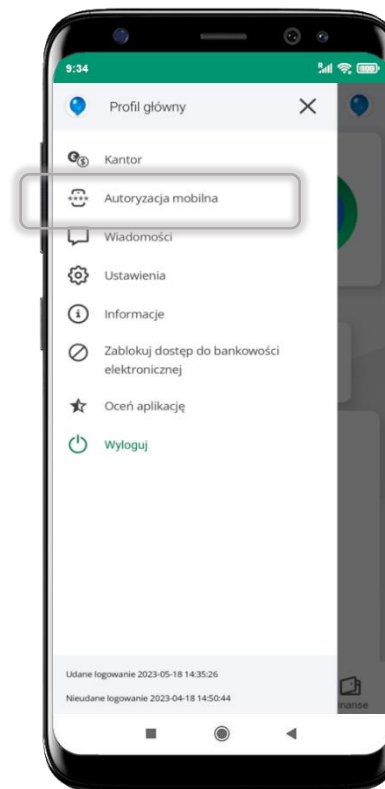 9:34
Profil główny
Kantor
Autoryzacja mobilna
Wiadomości
Ustawienia
Informacje
Zablokuj dostęp do bankowości
elektronicznej
Oceń aplikację
Wyloguj
Udane logowanie 2023-05-18 14:35:26
Nieudane logowanie 2023-04-18 14:50:44